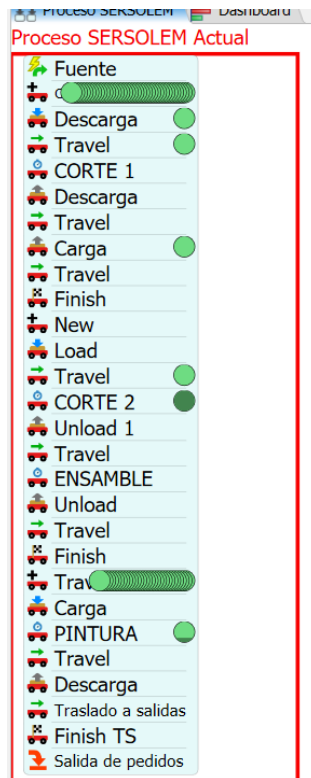 Proceso SERSOLEM
Dashboard
Proceso SERSOLEM Actual
Fuente
Descarga
Travel
CORTE 1
Descarga
Travel
Carga
Travel
Finish
New
Load
Travel
CORTE 2
Unload 1
Travel
ENSAMBLE
Unload
Travel
Finish
Trav
Carga
PINTURA
Travel
Descarga
Traslado a salidas
Finish TS
Salida de pedidos